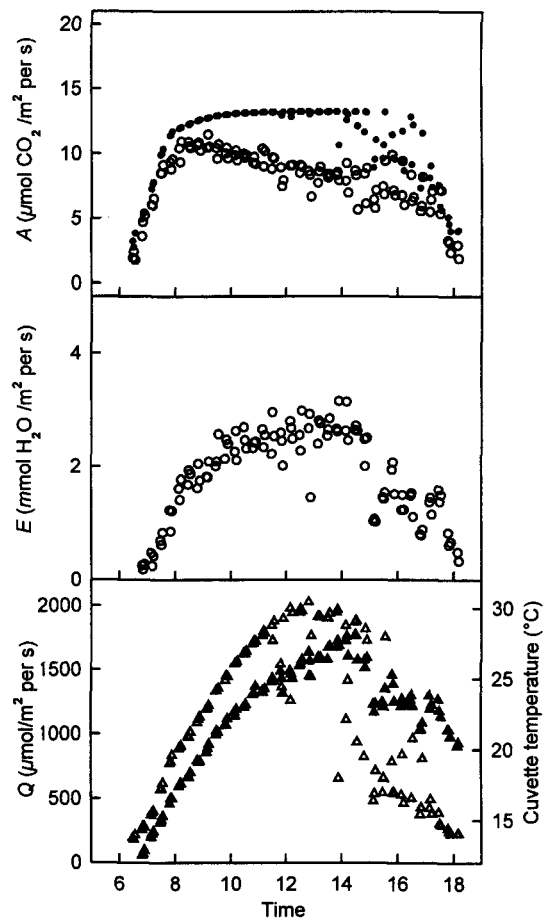 20
15
10
5
0
A (µmol CO2 /m² per s)
4
2
0
E (mmol H2O /m² per s)
2000
1500
1000
500
0
Q (µmol/m² per s)
30
25
20
15
Cuvette temperature (°C)
6 8 10 12 14 16 18
Time